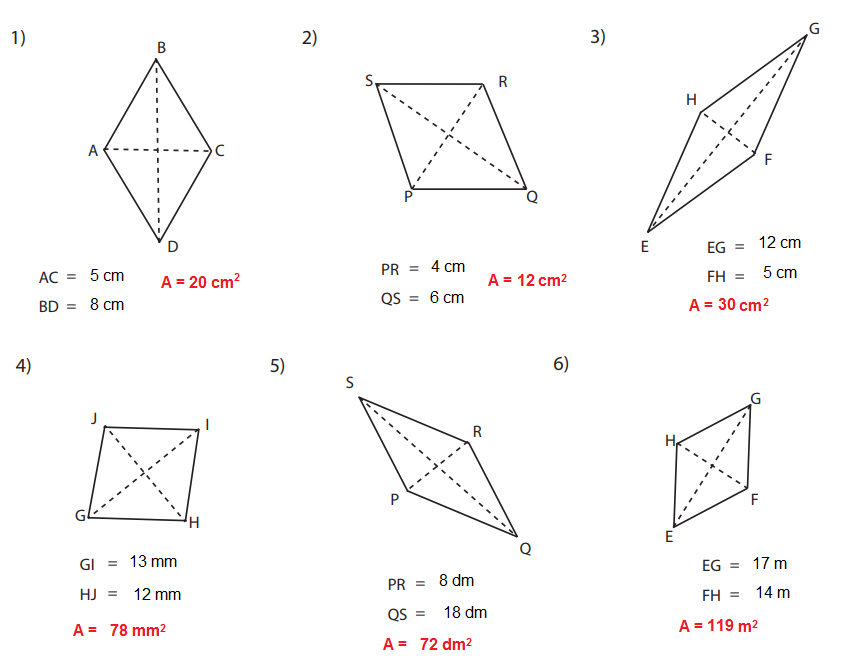 1)
B
A
C
D
AC = 5 cm
BD = 8 cm
A = 20 cm²
2)
S
R
P
Q
PR = 4 cm
QS = 6 cm
A = 12 cm²
3)
G
H
F
E
EG = 12 cm
FH = 5 cm
A = 30 cm²
4)
J
I
G
H
GI = 13 mm
HJ = 12 mm
A = 78 mm²
5)
S
R
P
Q
PR = 8 dm
QS = 18 dm
A = 72 dm²
6)
G
H
F
E
EG = 17 m
FH = 14 m
A = 119 m²